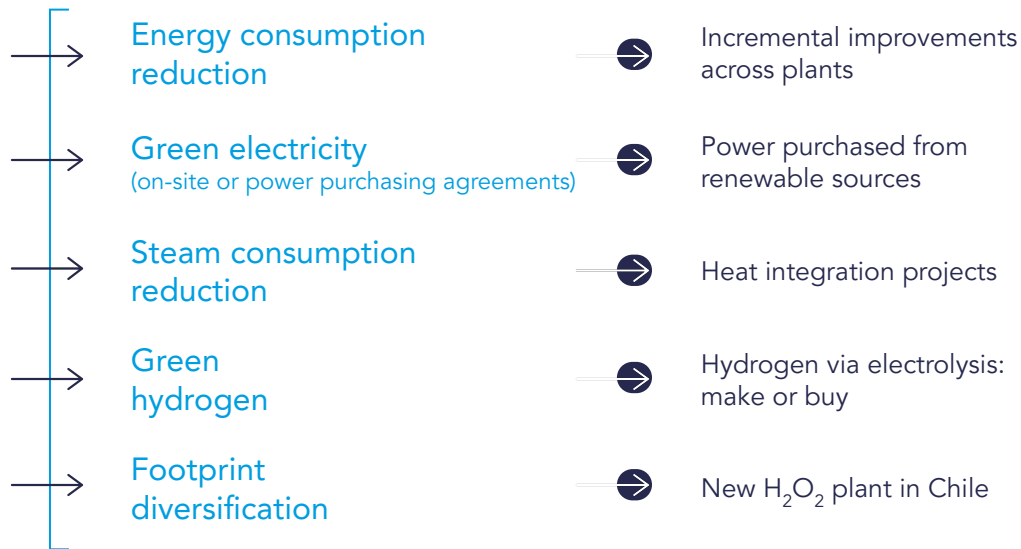 Energy consumption
reduction
Incremental improvements
across plants
Green electricity
(on-site or power purchasing agreements)
Power purchased from
renewable sources
Steam consumption
reduction
Heat integration projects
Green
hydrogen
Hydrogen via electrolysis:
make or buy
Footprint
diversification
New H₂O₂ plant in Chile